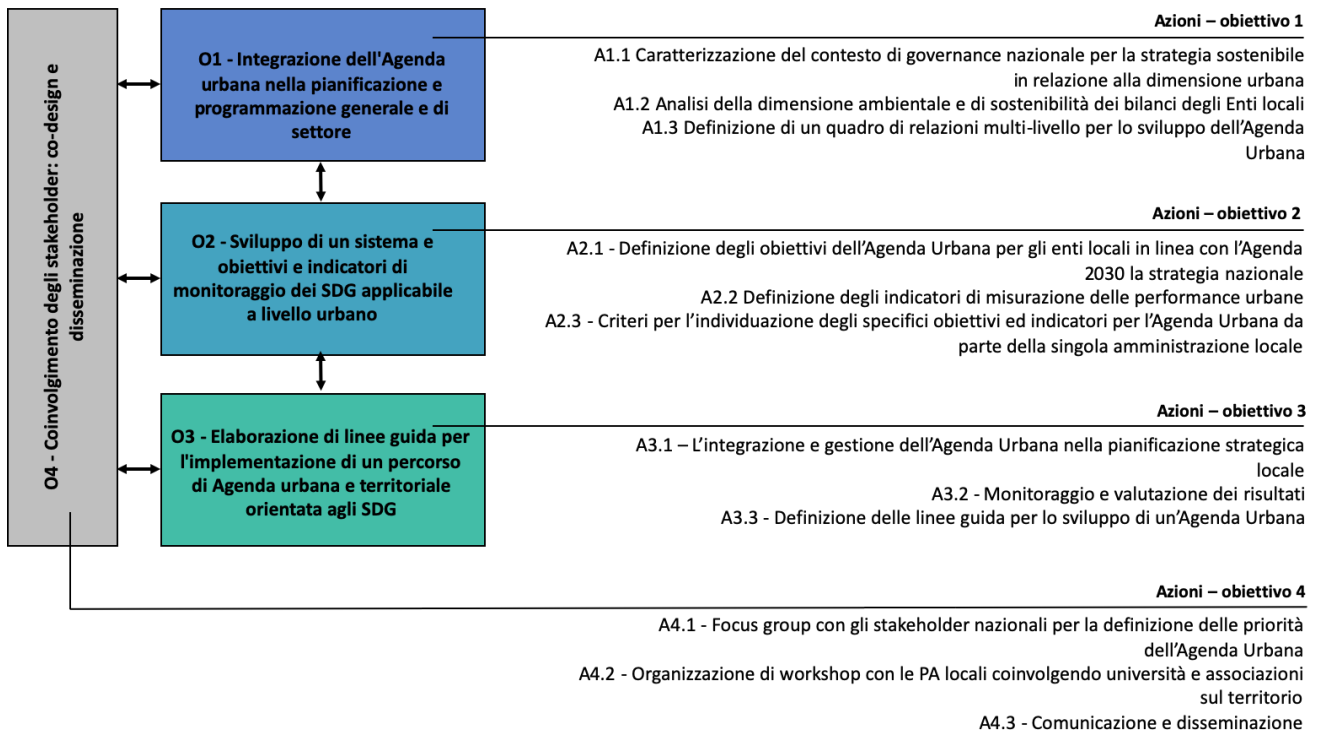 O4 - Coinvolgimento degli stakeholder: co-design e
disseminazione
O1 - Integrazione dell'Agenda
urbana nella pianificazione e
programmazione generale e di
settore
Azioni – obiettivo 1
A1.1 Caratterizzazione del contesto di governance nazionale per la strategia sostenibile
in relazione alla dimensione urbana
A1.2 Analisi della dimensione ambientale e di sostenibilità dei bilanci degli Enti locali
A1.3 Definizione di un quadro di relazioni multi-livello per lo sviluppo dell’Agenda
Urbana
O2 - Sviluppo di un sistema e
obiettivi e indicatori di
monitoraggio dei SDG applicabile
a livello urbano
Azioni – obiettivo 2
A2.1 - Definizione degli obiettivi dell’Agenda Urbana per gli enti locali in linea con l’Agenda
2030 la strategia nazionale
A2.2 Definizione degli indicatori di misurazione delle performance urbane
A2.3 - Criteri per l’individuazione degli specifici obiettivi ed indicatori per l’Agenda Urbana da
parte della singola amministrazione locale
O3 - Elaborazione di linee guida per
l'implementazione di un percorso
di Agenda urbana e territoriale
orientata agli SDG
Azioni – obiettivo 3
A3.1 – L’integrazione e gestione dell’Agenda Urbana nella pianificazione strategica
locale
A3.2 - Monitoraggio e valutazione dei risultati
A3.3 - Definizione delle linee guida per lo sviluppo di un’Agenda Urbana
Azioni – obiettivo 4
A4.1 - Focus group con gli stakeholder nazionali per la definizione delle priorità
dell’Agenda Urbana
A4.2 - Organizzazione di workshop con le PA locali coinvolgendo università e associazioni
sul territorio
A4.3 - Comunicazione e disseminazione